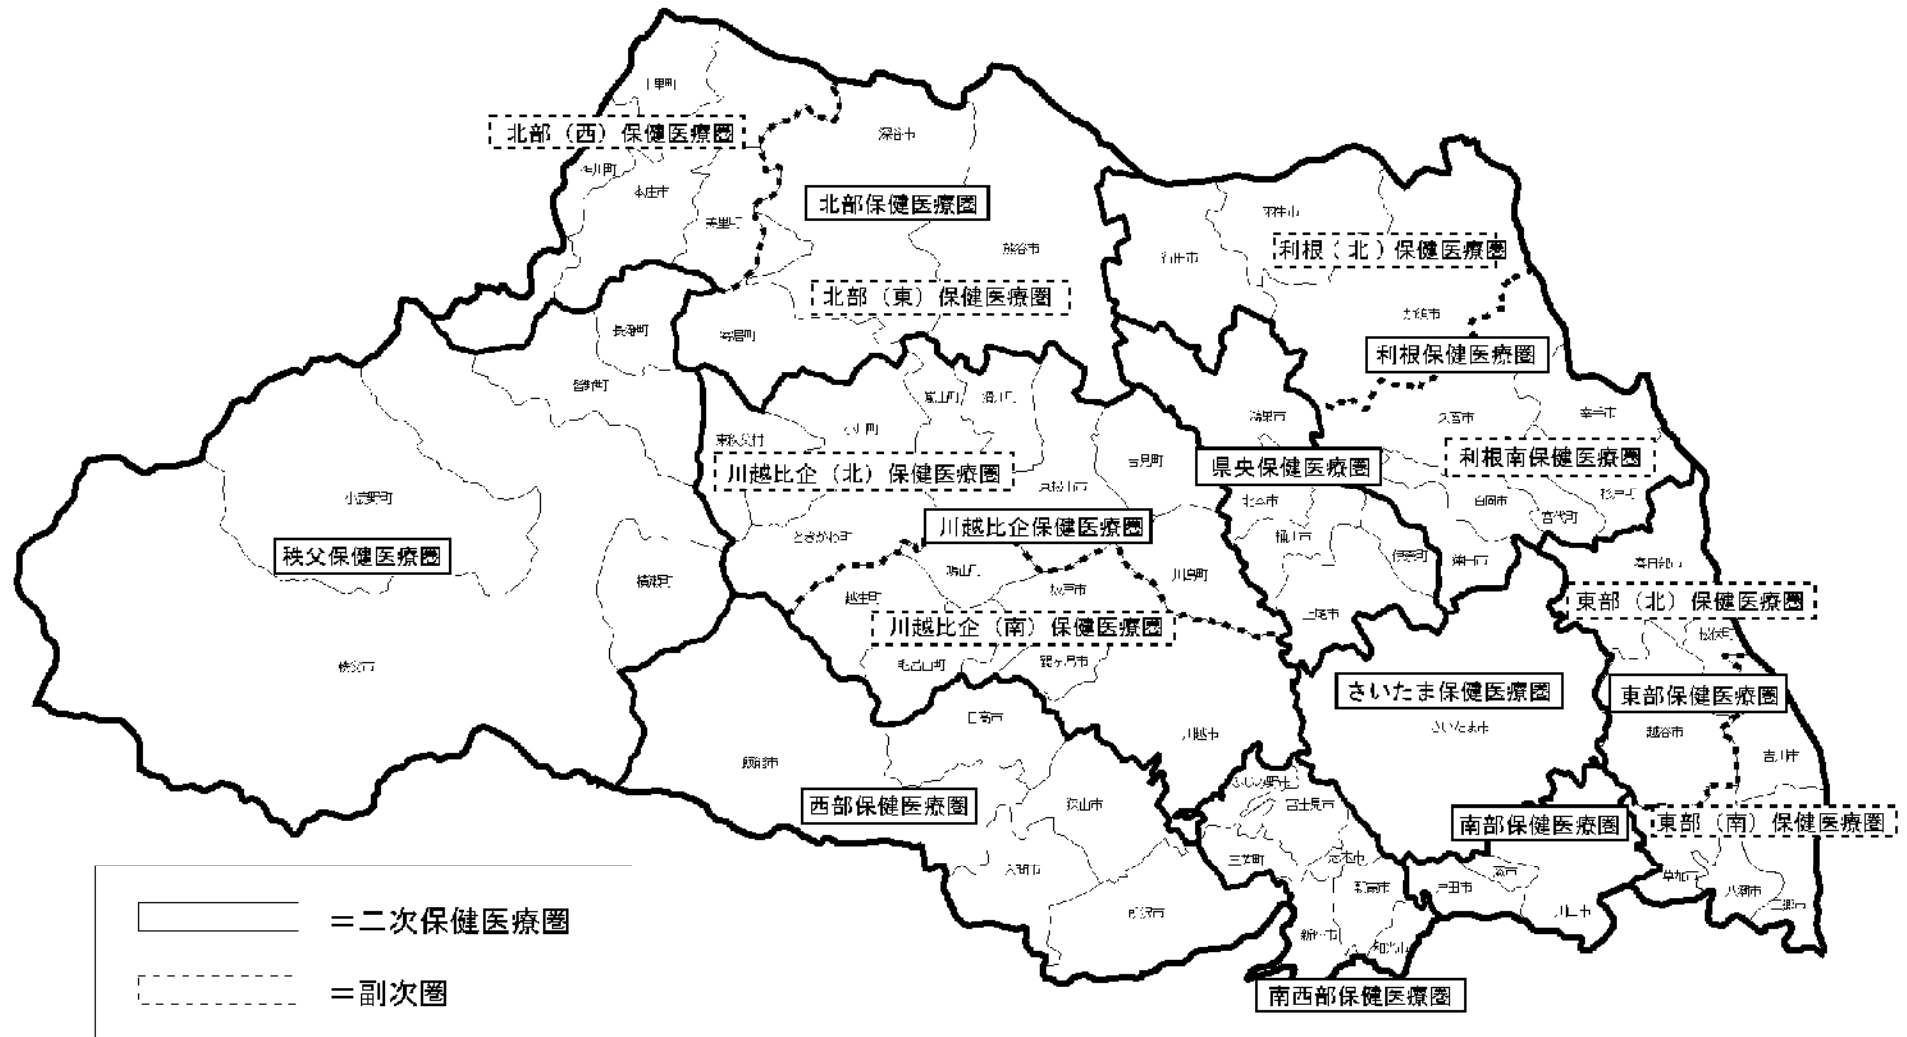 上里町
北部（西）保健医療圏
深谷市
神川町
本庄市
美里町
北部保健医療圏
羽生市
熊谷市
利根（北）保健医療圏
行田市
北部（東）保健医療圏
加須市
長瀞町
寄居町
利根保健医療圏
皆野町
嵐山町
滑川町
鴻巣市
久喜市
幸手市
東秩父村
小川町
県央保健医療圏
利根南保健医療圏
吉見町
川越比企（北）保健医療圏
東松山市
小鹿野町
北本市
白岡市
杉戸町
宮代町
川越比企保健医療圏
ときがわ町
桶川市
秩父保健医療圏
伊奈町
蓮田市
春日部市
横瀬町
鳩山町
川島町
坂戸市
越生町
東部（北）保健医療圏
上尾市
川越比企（南）保健医療圏
松伏町
秩父市
毛呂山町
鶴ヶ島市
さいたま保健医療圏
東部保健医療圏
日高市
さいたま市
越谷市
川越市
吉川市
飯能市
ふじみ野市
西部保健医療圏
狭山市
富士見市
南部保健医療圏
東部（南）保健医療圏
三芳町
志木市
入間市
朝霞市
戸田市
蕨市
草加市
八潮市
三郷市
所沢市
川口市
＝二次保健医療圏
新座市
和光市
＝副次圏
南西部保健医療圏